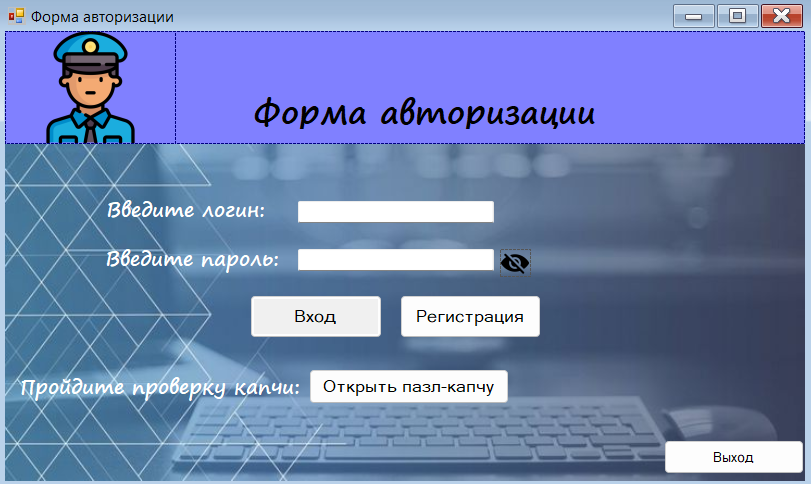 Форма авторизации
Форма авторизации
Введите логин:
Введите пароль:
Вход
Регистрация
Пройдите проверку капчи:
Открыть пазл-капчу
Выход